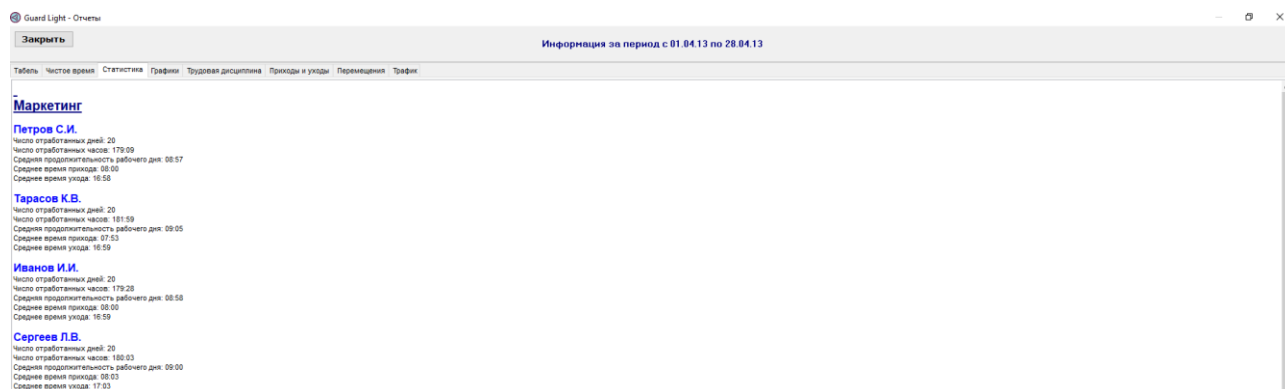 Guard Light - Отчеты
Закрыть
Информация за период с 01.04.13 по 28.04.13
Табель Чистое время Статистика Графики Трудовая дисциплина Приходы и уходы Перемещения Трафик
Маркетинг
Петров С.И.
Число отработанных дней: 20
Число отработанных часов: 179:09
Средняя продолжительность рабочего дня: 08:57
Среднее время прихода: 08:00
Среднее время ухода: 16:58
Тарасов К.В.
Число отработанных дней: 20
Число отработанных часов: 181:59
Средняя продолжительность рабочего дня: 09:05
Среднее время прихода: 07:53
Среднее время ухода: 16:59
Иванов И.И.
Число отработанных дней: 20
Число отработанных часов: 179:28
Средняя продолжительность рабочего дня: 08:58
Среднее время прихода: 08:00
Среднее время ухода: 16:59
Сергеев Л.В.
Число отработанных дней: 20
Число отработанных часов: 180:03
Средняя продолжительность рабочего дня: 09:00
Среднее время прихода: 08:03
Среднее время ухода: 17:03